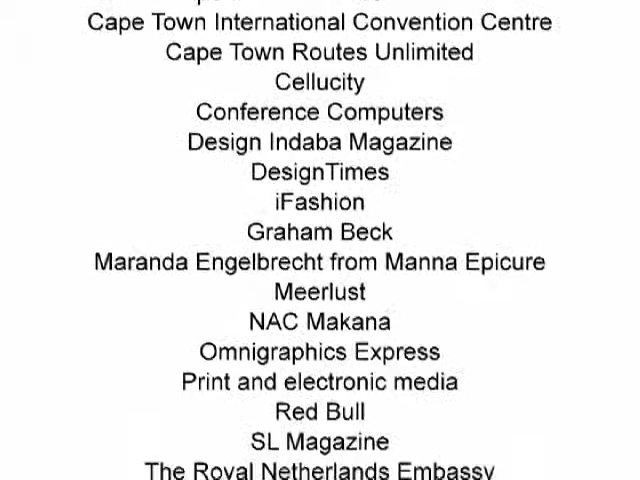 Cape Town International Convention Centre
Cape Town Routes Unlimited
Cellucity
Conference Computers
Design Indaba Magazine
DesignTimes
iFashion
Graham Beck
Maranda Engelbrecht from Manna Epicure
Meerlust
NAC Makana
Omnigraphics Express
Print and electronic media
Red Bull
SL Magazine
The Royal Netherlands Embassy